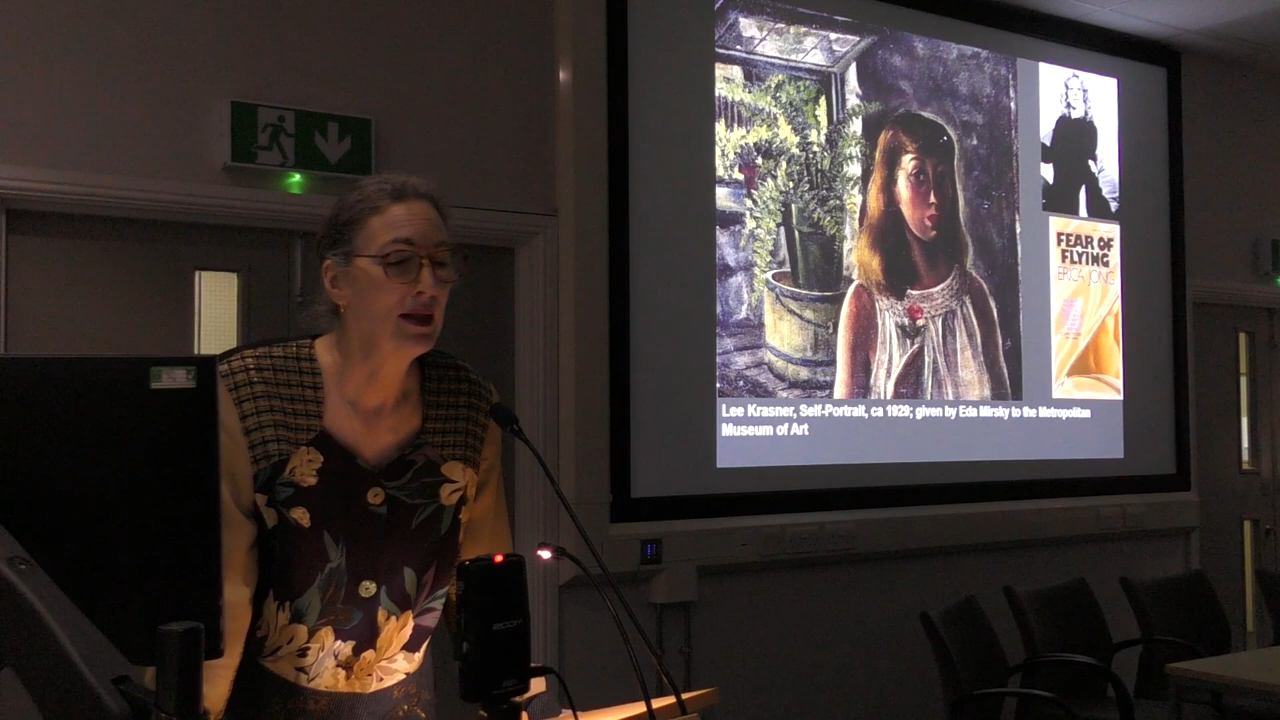 FEAR OF
FLYING
ERICA JONG
Lee Krasner, Self-Portrait, ca 1929; given by Eda Mirsky to the Metropolitan
Museum of Art
ZOOM